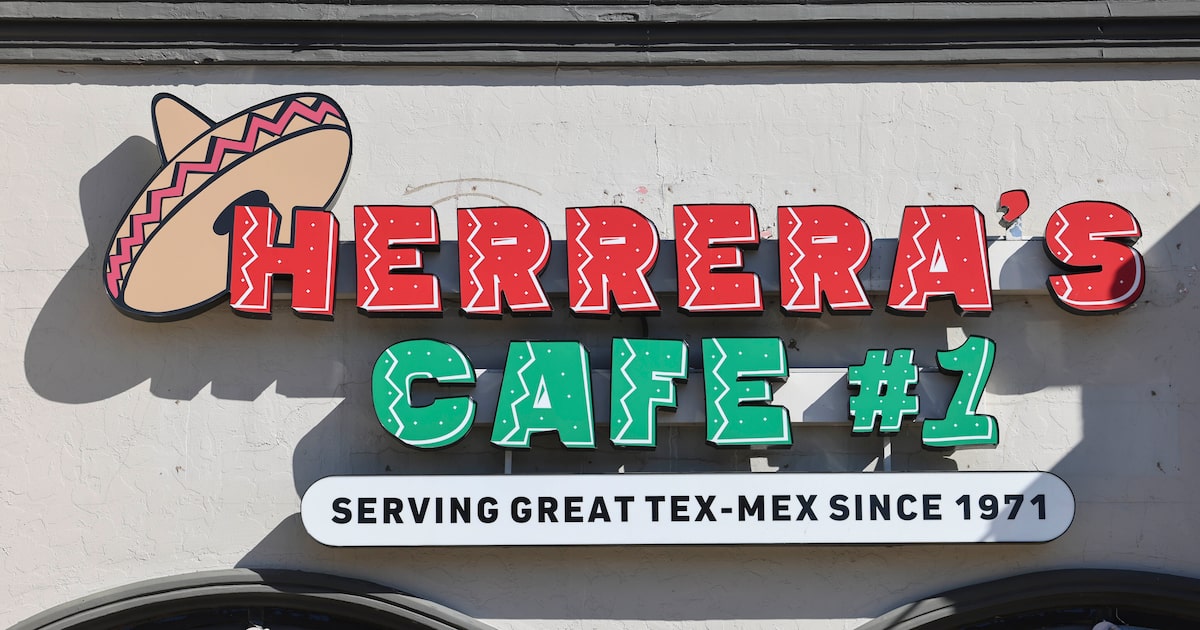 HERRERA'S
CAFE #1
SERVING GREAT TEX-MEX SINCE 1971